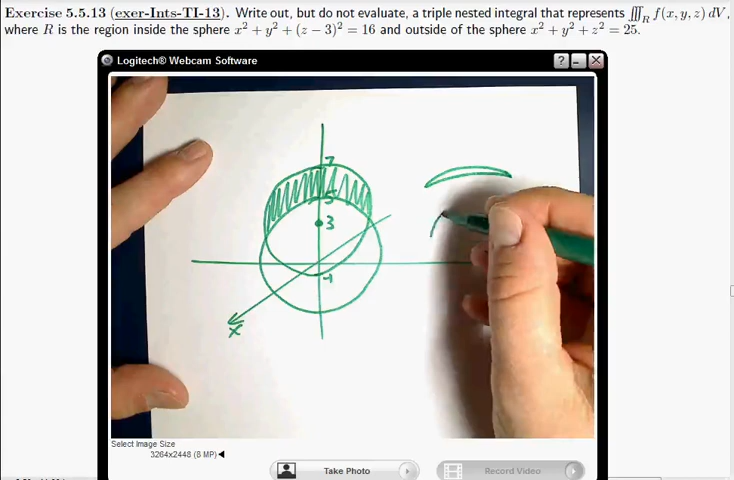 Exercise 5.5.13 (exer-Ints-TI-13). Write out, but do not evaluate, a triple nested integral that represents ∭_R f(x, y, z) dV,
where R is the region inside the sphere x² + y² + (z − 3)² = 16 and outside of the sphere x² + y² + z² = 25.
Logitech® Webcam Software
7
5
3
-1
x
Select Image Size
3264x2448 (8 MP)
Take Photo
Record Video